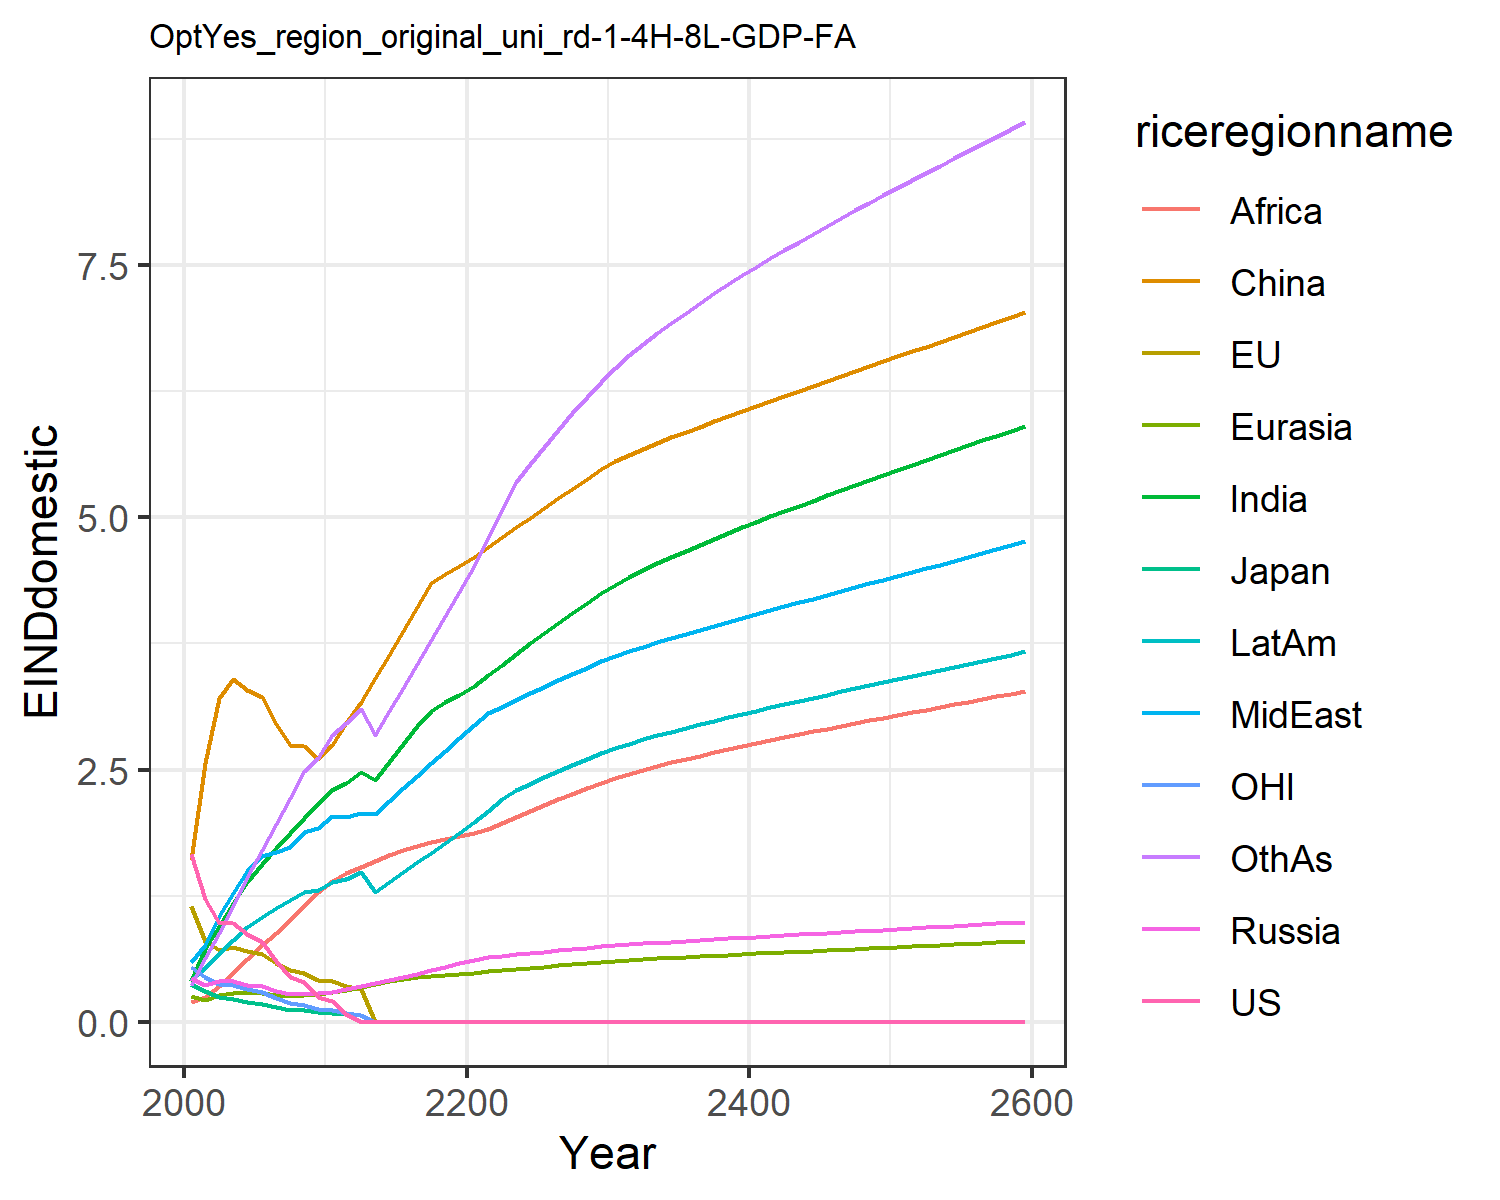 OptYes_region_original_uni_rd-1-4H-8L-GDP-FA
EINDdomestic
7.5
5.0
2.5
0.0
2000
2200
2400
2600
Year
riceregionname
Africa
China
EU
Eurasia
India
Japan
LatAm
MidEast
OHI
OthAs
Russia
US